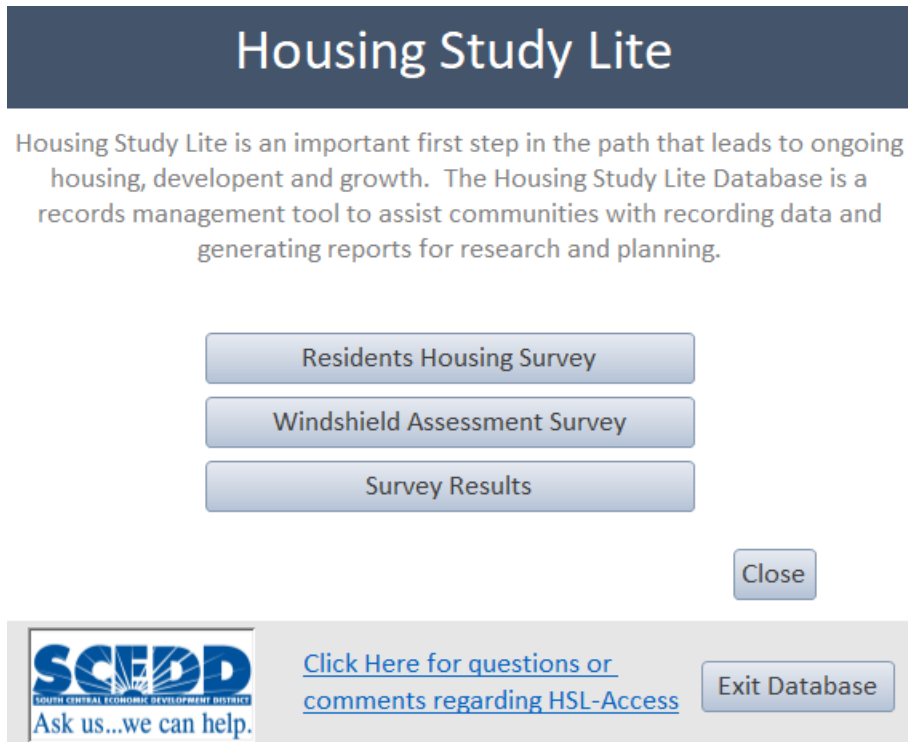 Housing Study Lite
Housing Study Lite is an important first step in the path that leads to ongoing
housing, developent and growth.  The Housing Study Lite Database is a
records management tool to assist communities with recording data and
generating reports for research and planning.
Residents Housing Survey
Windshield Assessment Survey
Survey Results
Close
SCEDD
SOUTH CENTRAL ECONOMIC DEVELOPMENT DISTRICT
Ask us...we can help.
Click Here for questions or
comments regarding HSL-Access
Exit Database